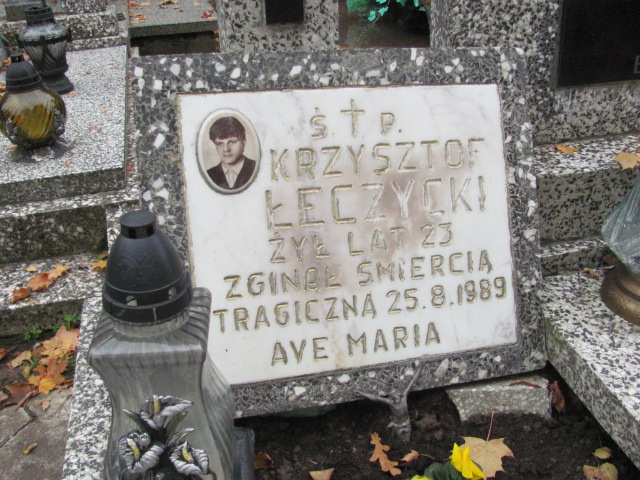 Ś. † P.
KRZYSZTOF
ŁĘCZYCKI
ŻYŁ LAT 23
ZGINĄŁ ŚMIERCIĄ
TRAGICZNĄ 25.8.1989
AVE MARIA